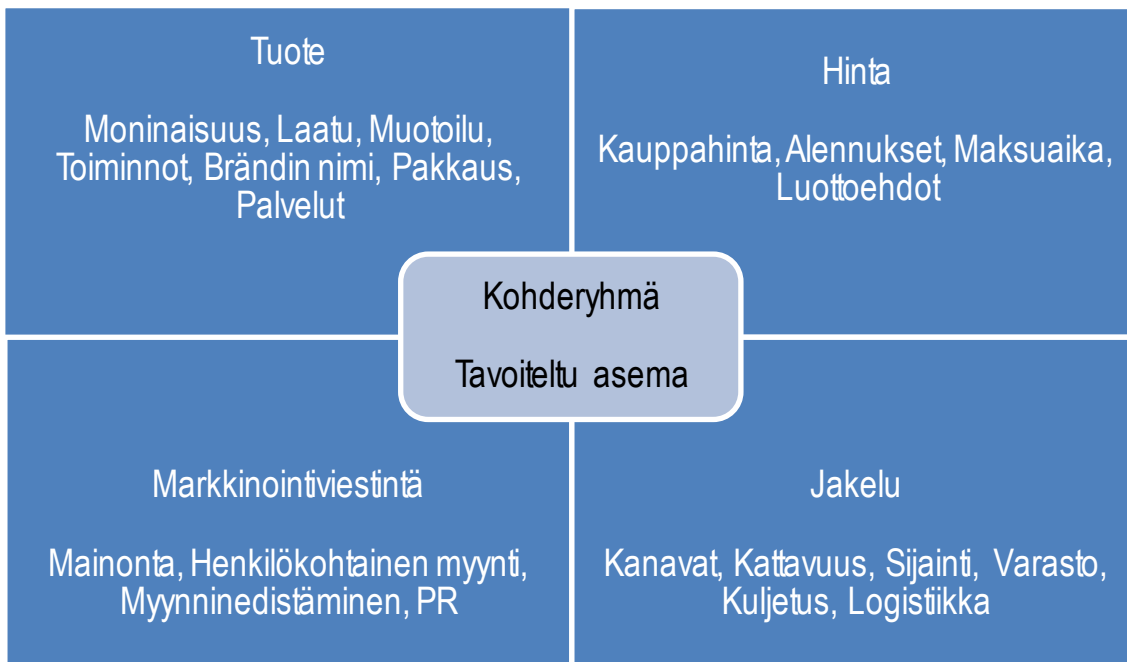 Tuote
Moninaisuus, Laatu, Muotoilu,
Toiminnot, Brändin nimi, Pakkaus,
Palvelut
Hinta
Kauppahinta, Alennukset, Maksuaika,
Luottoehdot
Kohderyhmä
Tavoiteltu asema
Markkinointiviestintä
Mainonta, Henkilökohtainen myynti,
Myynninedistäminen, PR
Jakelu
Kanavat, Kattavuus, Sijainti, Varasto,
Kuljetus, Logistiikka